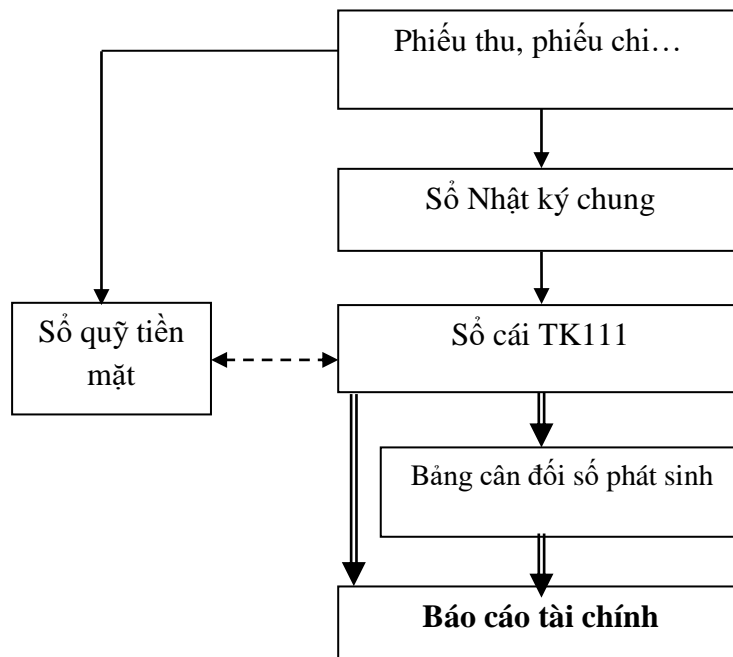 Phiếu thu, phiếu chi…
Sổ Nhật ký chung
Sổ quỹ tiền
mặt
Sổ cái TK111
Bảng cân đối số phát sinh
Báo cáo tài chính